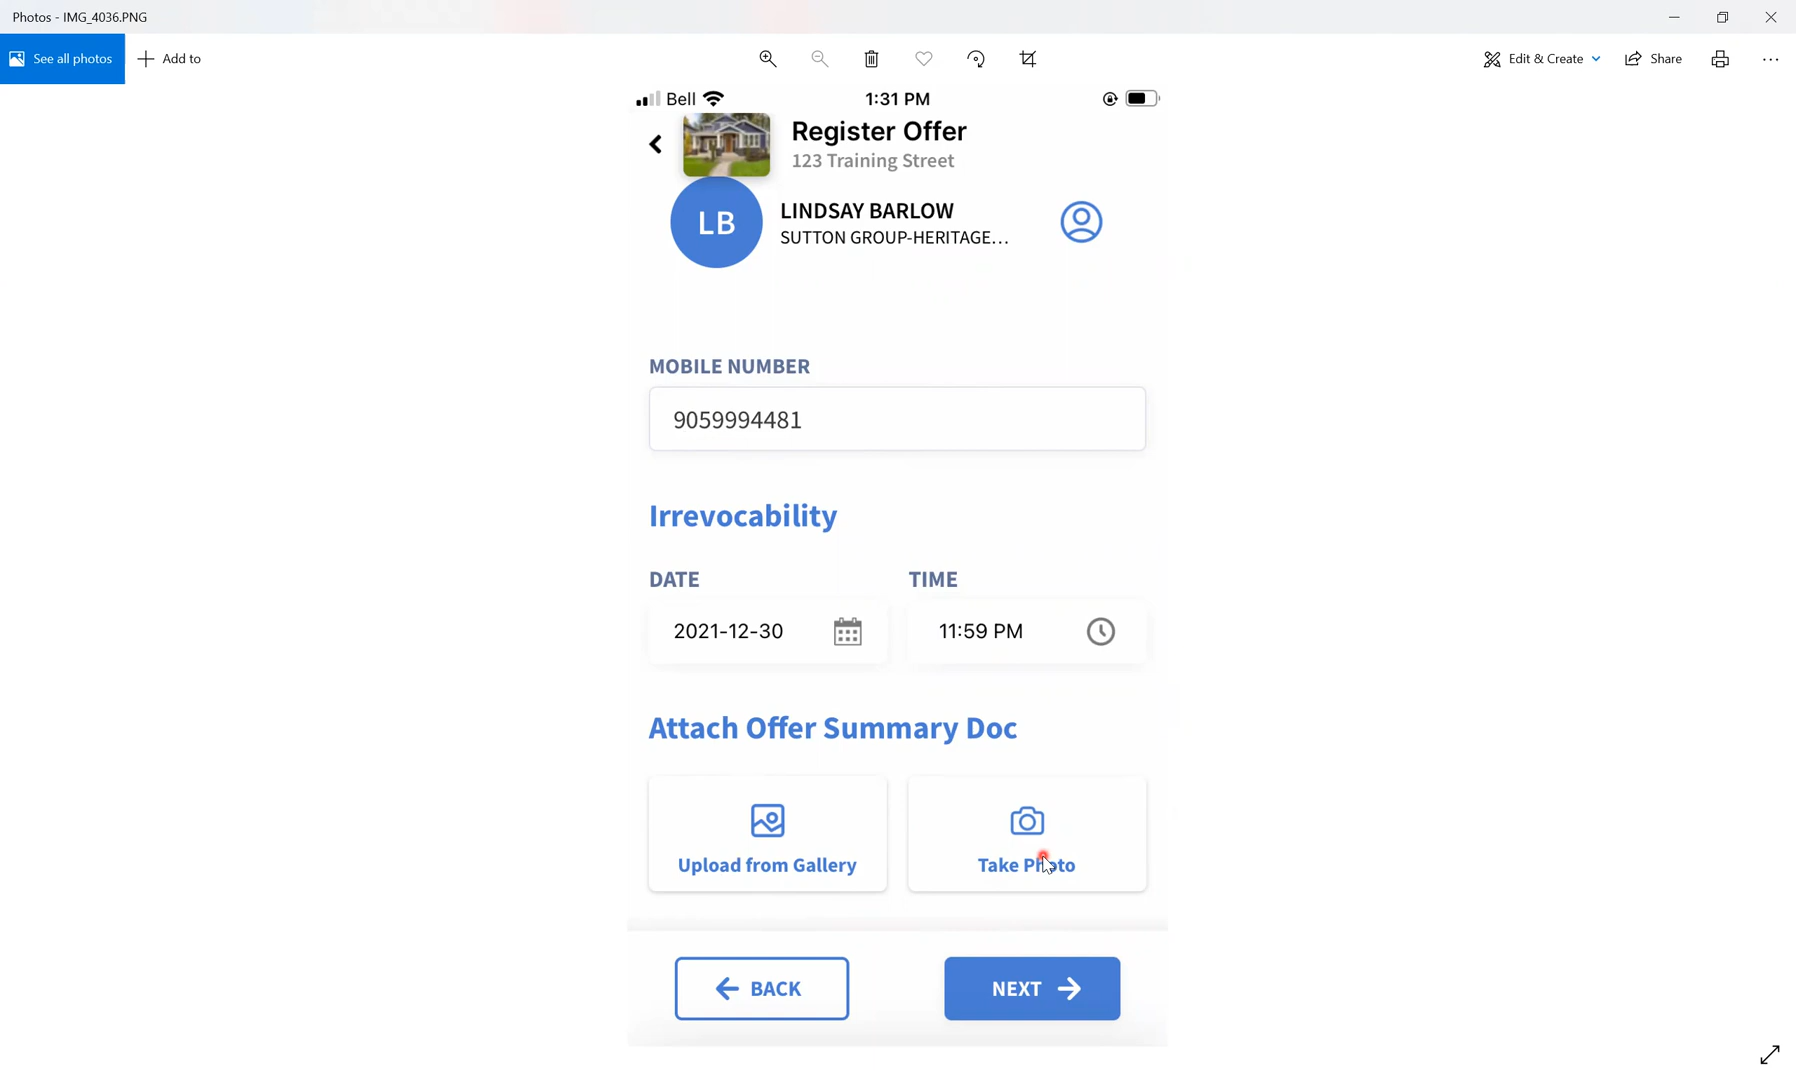 Photos - IMG_4036.PNG
See all photos
Add to
Edit & Create
Share
Bell
1:31 PM
Register Offer
123 Training Street
LB
LINDSAY BARLOW
SUTTON GROUP-HERITAGE...
MOBILE NUMBER
9059994481
Irrevocability
DATE
TIME
2021-12-30
11:59 PM
Attach Offer Summary Doc
Upload from Gallery
Take Photo
BACK
NEXT